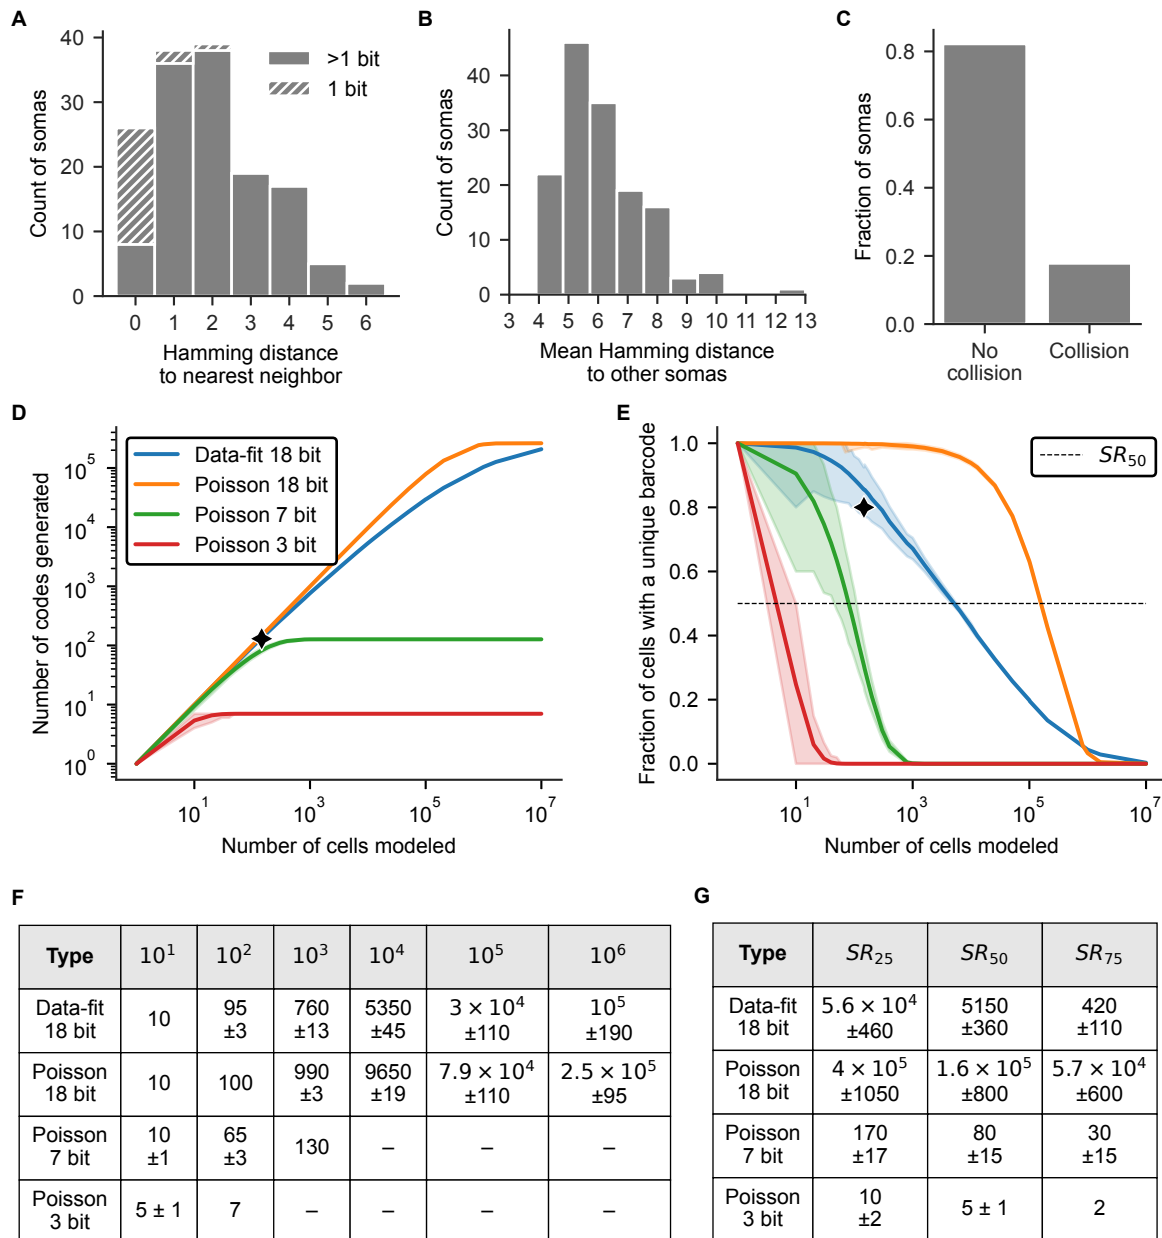 A
40
30
20
10
0
Count of somas
>1 bit
1 bit
0 1 2 3 4 5 6
Hamming distance
to nearest neighbor
B
40
20
0
Count of somas
3 4 5 6 7 8 9 10 11 12 13
Mean Hamming distance
to other somas
C
0.8
0.6
0.4
0.2
0.0
Fraction of somas
No
collision
Collision
D
10^5
10^4
10^3
10^2
10^1
10^0
Number of codes generated
Data-fit 18 bit
Poisson 18 bit
Poisson 7 bit
Poisson 3 bit
10^1 10^3 10^5 10^7
Number of cells modeled
E
1.0
0.8
0.6
0.4
0.2
0.0
Fraction of cells with a unique barcode
SR_50
10^1 10^3 10^5 10^7
Number of cells modeled
F
Type 10^1 10^2 10^3 10^4 10^5 10^6
Data-fit 18 bit 10 95 ±3 760 ±13 5350 ±45 3 × 10^4 ±110 10^5 ±190
Poisson 18 bit 10 100 990 ±3 9650 ±19 7.9 × 10^4 ±110 2.5 × 10^5 ±95
Poisson 7 bit 10 ±1 65 ±3 130 – – –
Poisson 3 bit 5 ± 1 7 – – – –
G
Type SR_25 SR_50 SR_75
Data-fit 18 bit 5.6 × 10^4 ±460 5150 ±360 420 ±110
Poisson 18 bit 4 × 10^5 ±1050 1.6 × 10^5 ±800 5.7 × 10^4 ±600
Poisson 7 bit 170 ±17 80 ±15 30 ±15
Poisson 3 bit 10 ±2 5 ± 1 2